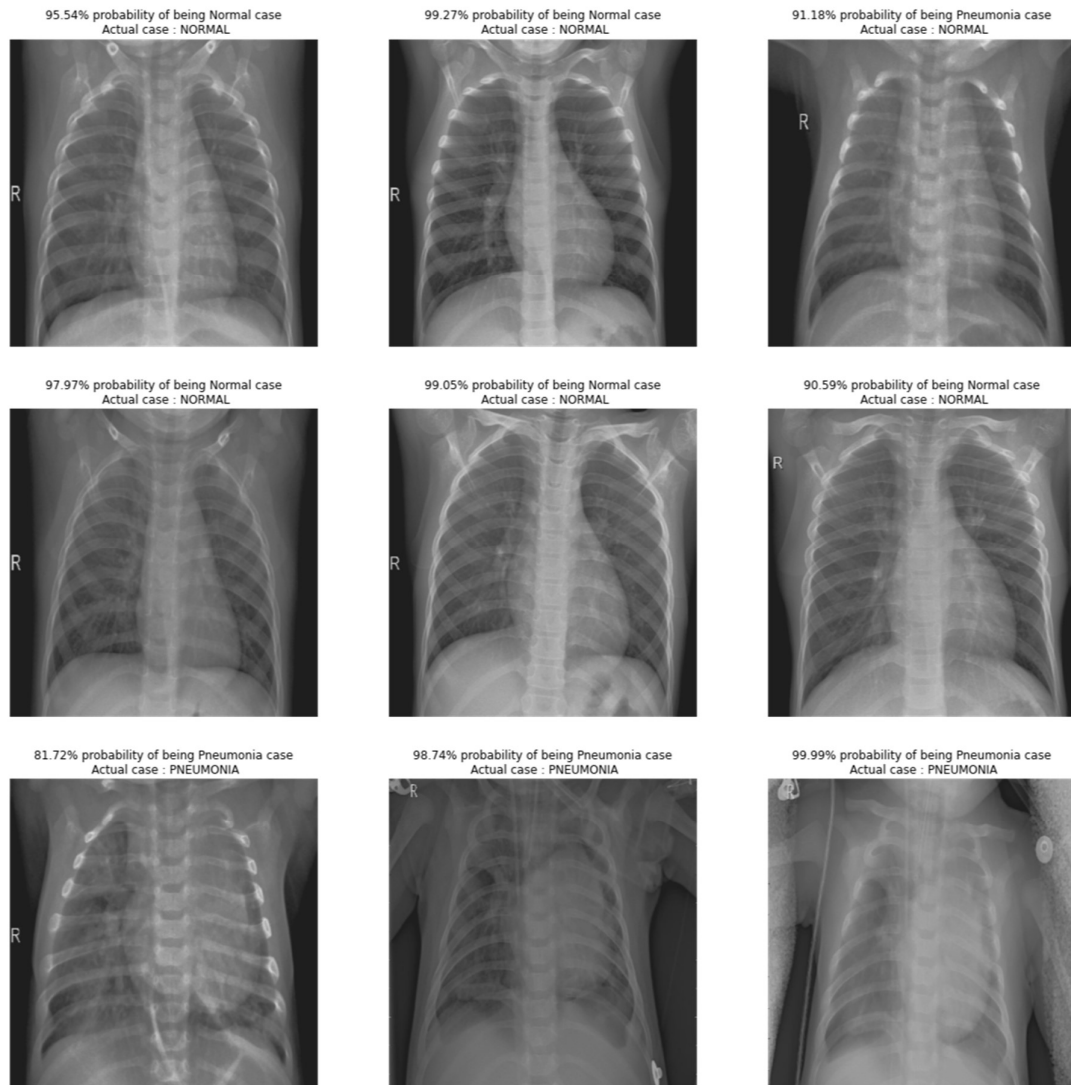 95.54% probability of being Normal case
Actual case : NORMAL
99.27% probability of being Normal case
Actual case : NORMAL
91.18% probability of being Pneumonia case
Actual case : NORMAL
R
R
R
97.97% probability of being Normal case
Actual case : NORMAL
99.05% probability of being Normal case
Actual case : NORMAL
90.59% probability of being Normal case
Actual case : NORMAL
R
R
R
81.72% probability of being Pneumonia case
Actual case : PNEUMONIA
98.74% probability of being Pneumonia case
Actual case : PNEUMONIA
99.99% probability of being Pneumonia case
Actual case : PNEUMONIA
R
R
R